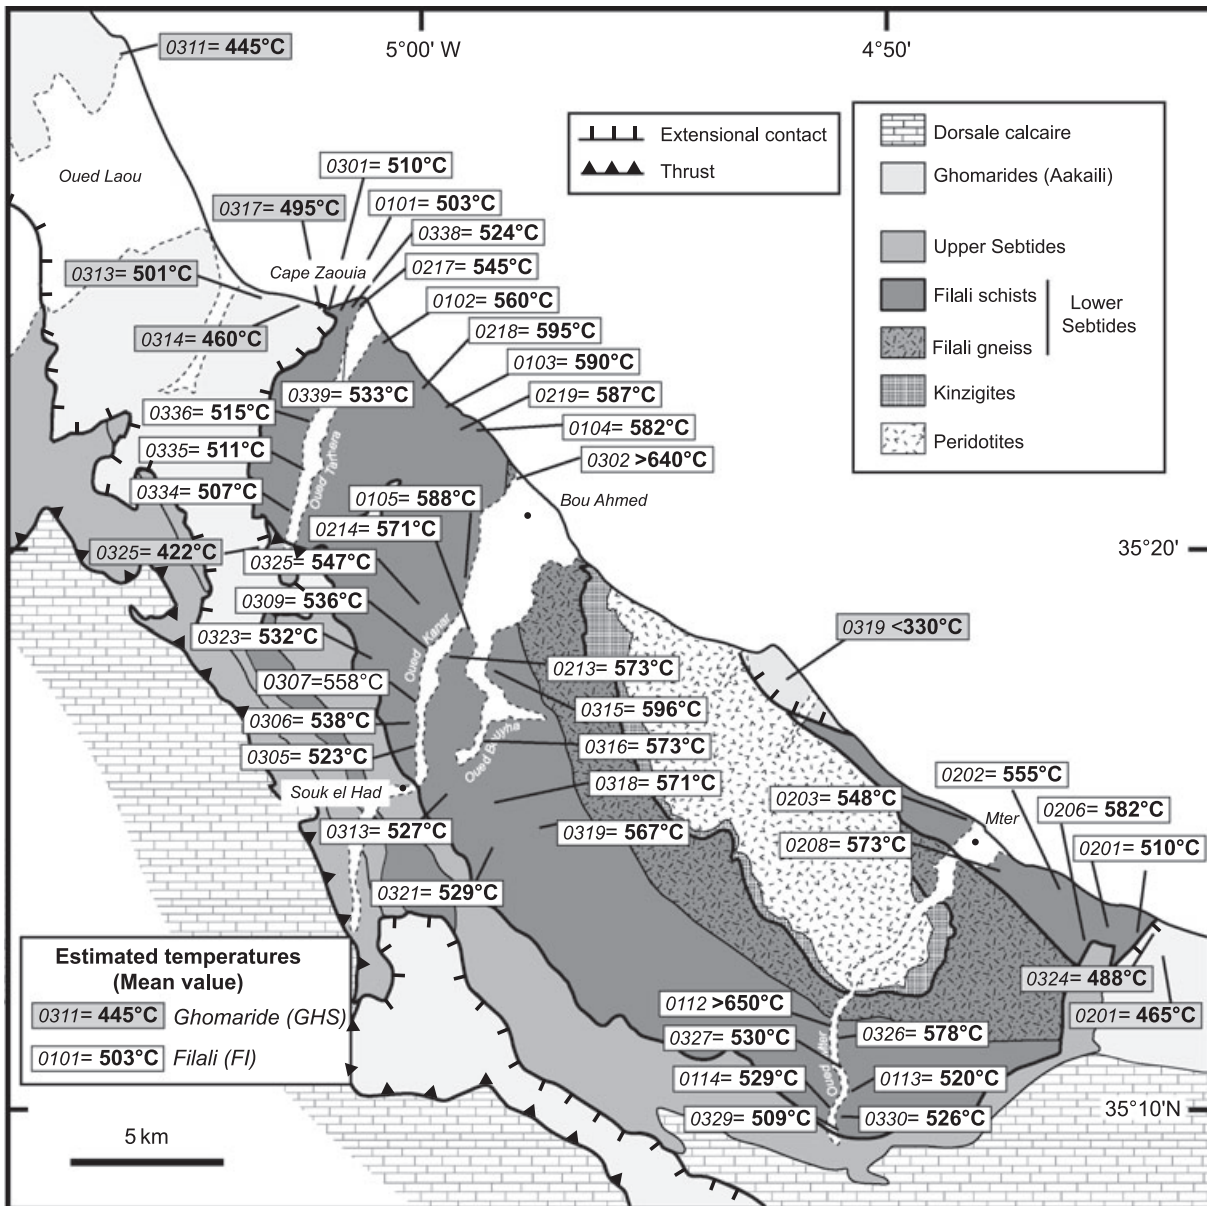 0311= 445°C
5°00' W
4°50'
Extensional contact
Thrust
Dorsale calcaire
Ghomarides (Aakaili)
Upper Sebtides
Filali schists
Lower
Sebtides
Filali gneiss
Kinzigites
Peridotites
Oued Laou
0301= 510°C
0317= 495°C
0101= 503°C
0338= 524°C
0313= 501°C
Cape Zaouia
0217= 545°C
0102= 560°C
0314= 460°C
0218= 595°C
0103= 590°C
0339= 533°C
0219= 587°C
0336= 515°C
0104= 582°C
0335= 511°C
0302 >640°C
Oued Tarhera
0334= 507°C
0105= 588°C
Bou Ahmed
0214= 571°C
0325= 422°C
0325= 547°C
35°20'
0309= 536°C
0323= 532°C
0319 <330°C
Oued Kanar
0213= 573°C
0307=558°C
0315= 596°C
0306= 538°C
Oued Bouyha
0316= 573°C
0305= 523°C
0318= 571°C
0202= 555°C
Souk el Had
0203= 548°C
0206= 582°C
0313= 527°C
0319= 567°C
Mter
0208= 573°C
0201= 510°C
0321= 529°C
Estimated temperatures
(Mean value)
0311= 445°C Ghomaride (GHS)
0101= 503°C Filali (FI)
0324= 488°C
0112 >650°C
0201= 465°C
0327= 530°C
0326= 578°C
Oued Mter
0114= 529°C
0113= 520°C
0329= 509°C
0330= 526°C
35°10'N
5 km